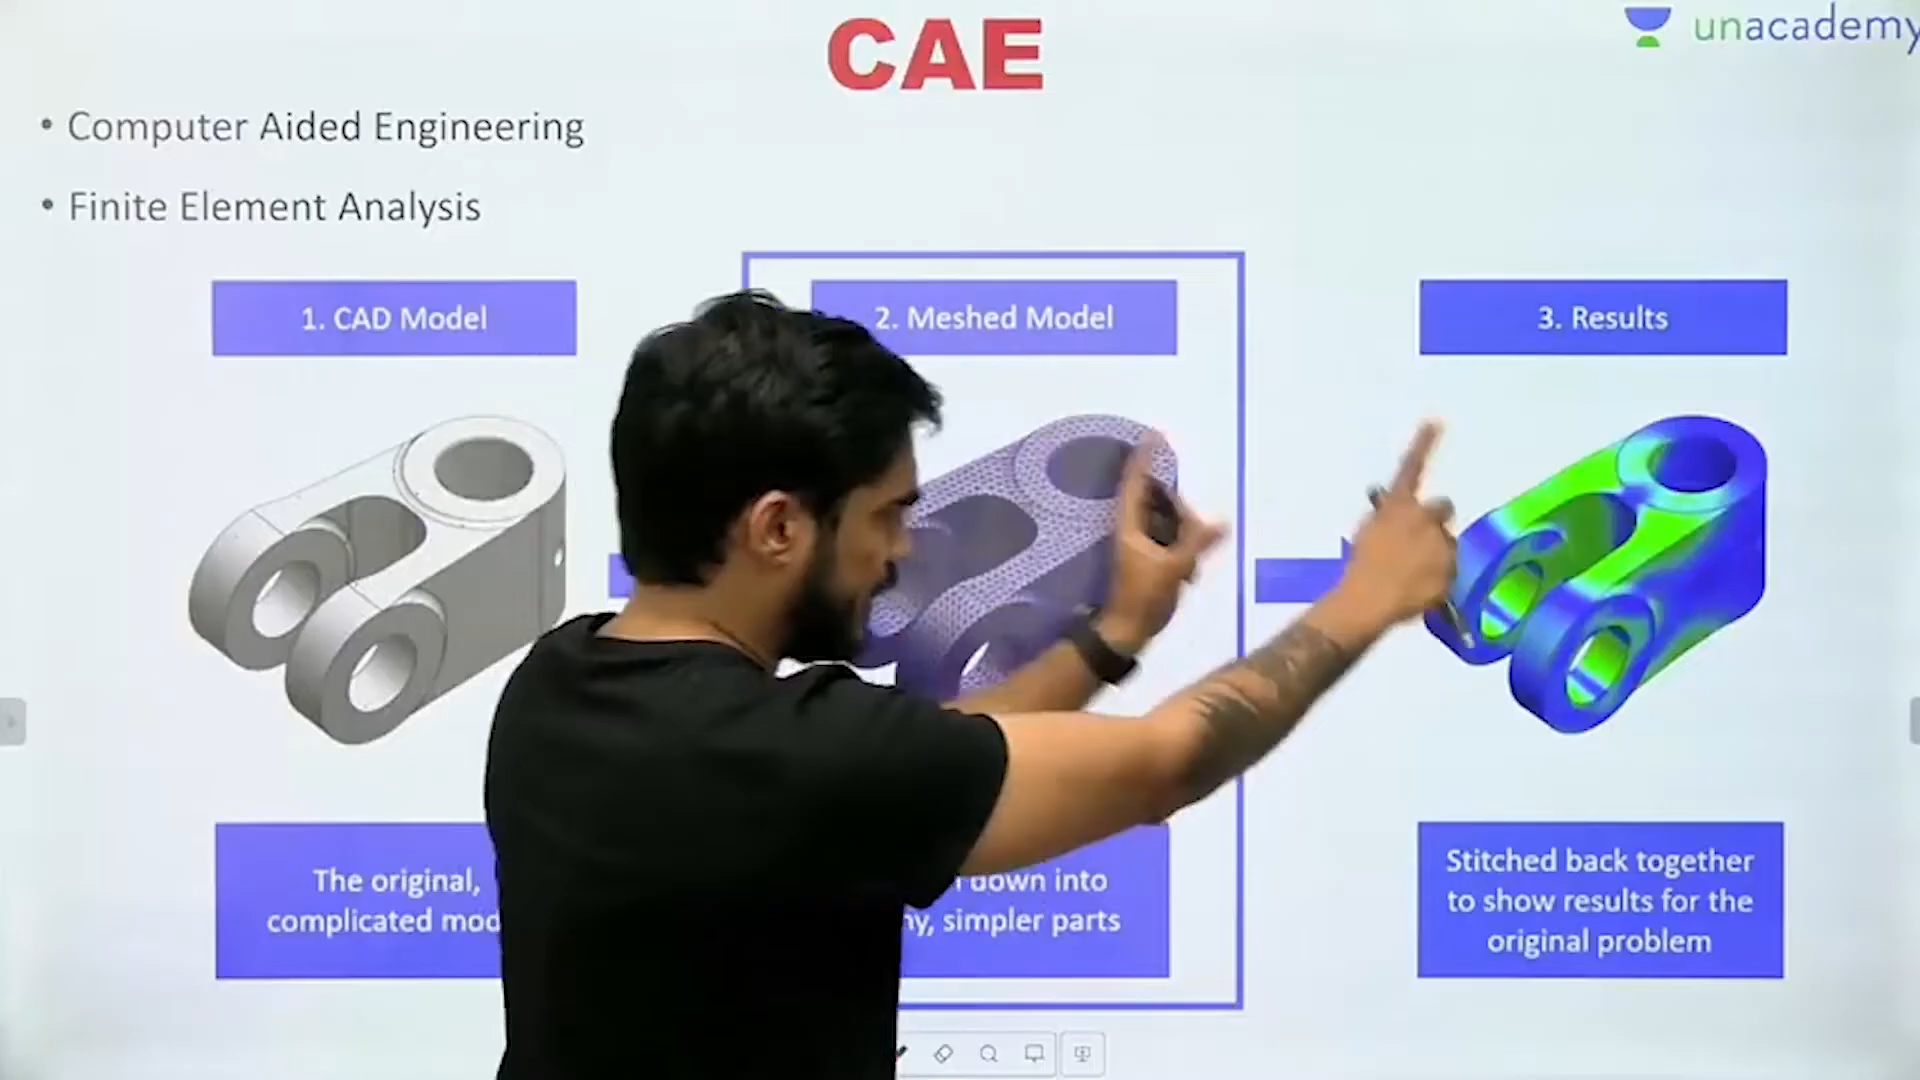 CAE
unacademy
• Computer Aided Engineering
• Finite Element Analysis
1. CAD Model
2. Meshed Model
3. Results
The original,
complicated
down into
simpler parts
Stitched back together
to show results for the
original problem